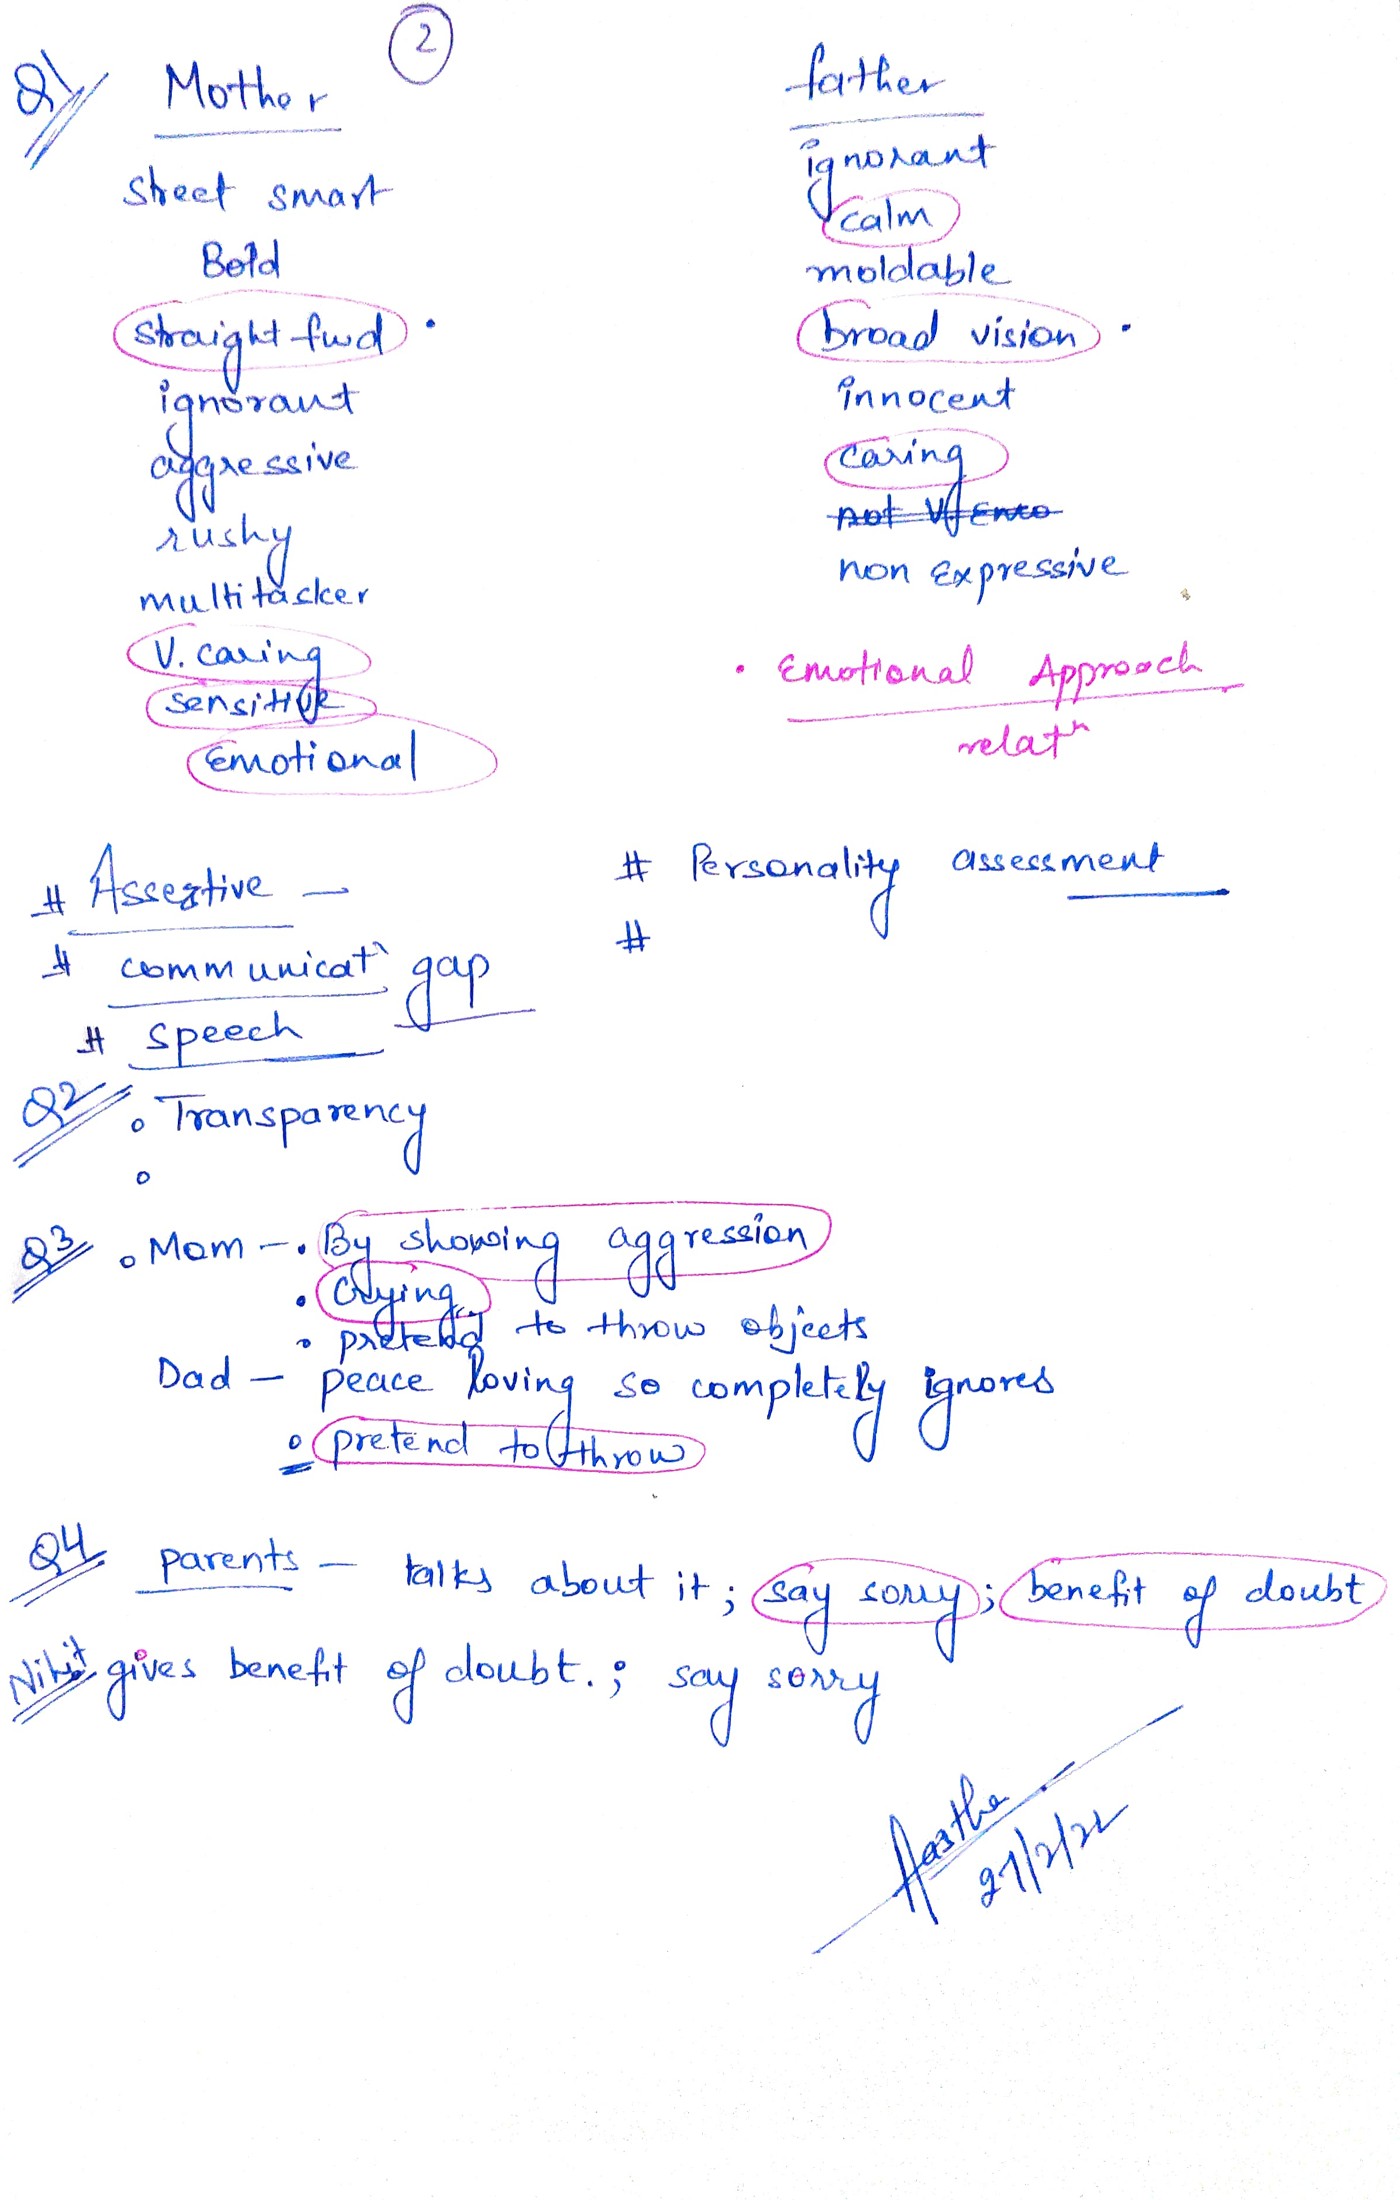 2
Q1 Mother
street smart
Bold
straight fwd .
ignorant
aggressive
rushy
multitasker
V. caring
sensitive
Emotional
father
ignorant
calm
moldable
broad vision .
innocent
caring
not
non Expressive
. Emotional Approach
relatn
# Assertive —
# communicat gap
# speech
# Personality assessment
#
Q2 • Transparency
•
Q3 • Mom — . By showing aggression
. Crying
. pretend to throw objects
Dad — peace loving so completely ignores
• pretend to throw
Q4 parents — talks about it ; say sorry ; benefit of doubt
gives benefit of doubt. ; say sorry
Aastha
27/2/22